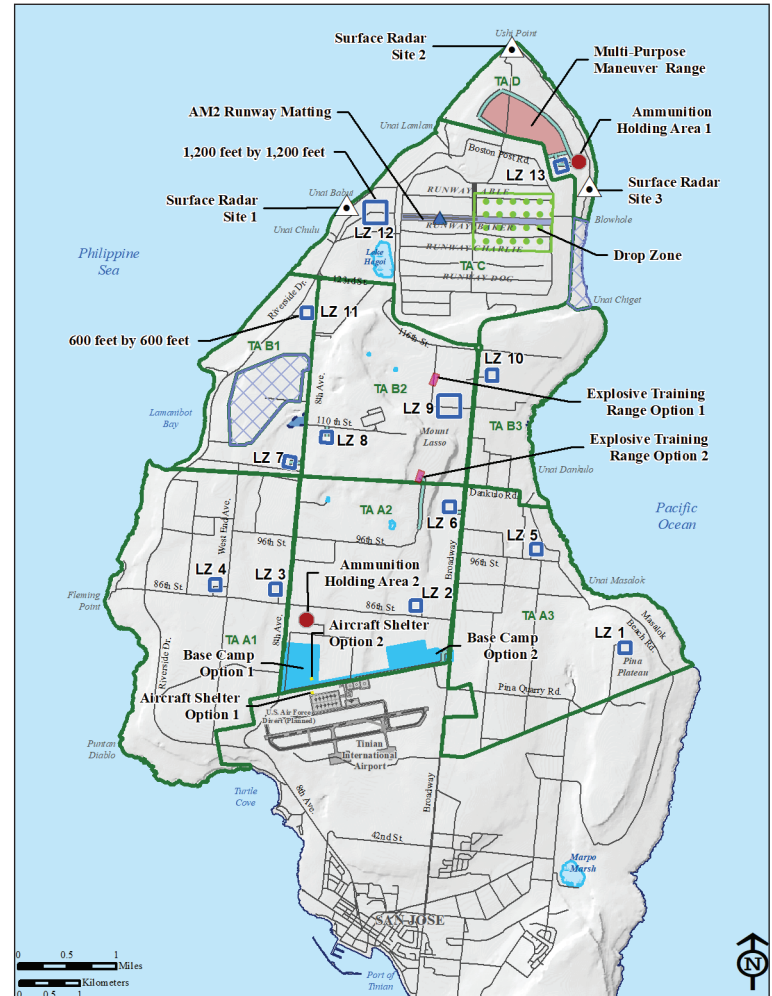 Ushi Point
Surface Radar
Site 2
Multi-Purpose
Maneuver Range
TA D
AM2 Runway Matting
Ammunition
Holding Area 1
Unai Lamlam
1,200 feet by 1,200 feet
Boston Post Rd.
LZ 13
RUNWAY ABLE
Surface Radar
Site 1
Unai Babui
Surface Radar
Site 3
Blowhole
LZ 12
RUNWAY BAKER
Unai Chulu
RUNWAY CHARLIE
Drop Zone
Philippine
Sea
Lake
Hagoi
TA C
RUNWAY DOG
123rd St.
Riverside Dr.
Unai Chiget
LZ 11
600 feet by 600 feet
116th St.
TA B1
LZ 10
8th Ave.
TA B2
Explosive Training
Range Option 1
LZ 9
Lamanibot
Bay
110 th St.
Mount
Lasso
TA B3
LZ 8
Explosive Training
Range Option 2
LZ 7
Unai Dankulo
Dankulo Rd.
Pacific
Ocean
TA A2
LZ 6
West End Ave.
LZ 5
96th St.
96th St.
96th St.
Broadway
Ammunition
Holding Area 2
LZ 4
LZ 3
LZ 2
Unai Masalok
86th St.
86th St.
Fleming
Point
Aircraft Shelter
Option 2
TA A3
Masalok
Beach Rd.
LZ 1
TA A1
8th Ave.
Base Camp
Option 1
Base Camp
Option 2
Pina
Plateau
Riverside Dr.
Aircraft Shelter
Option 1
Pina Quarry Rd.
U.S. Air Force
Divert (Planned)
Tinian
International
Airport
Puntan
Diablo
Turtle
Cove
8th Ave.
Broadway
42nd St.
Marpo
Marsh
SAN JOSE
Port of
Tinian
0 0.5 1
Miles
Kilometers
0 0.5 1
N